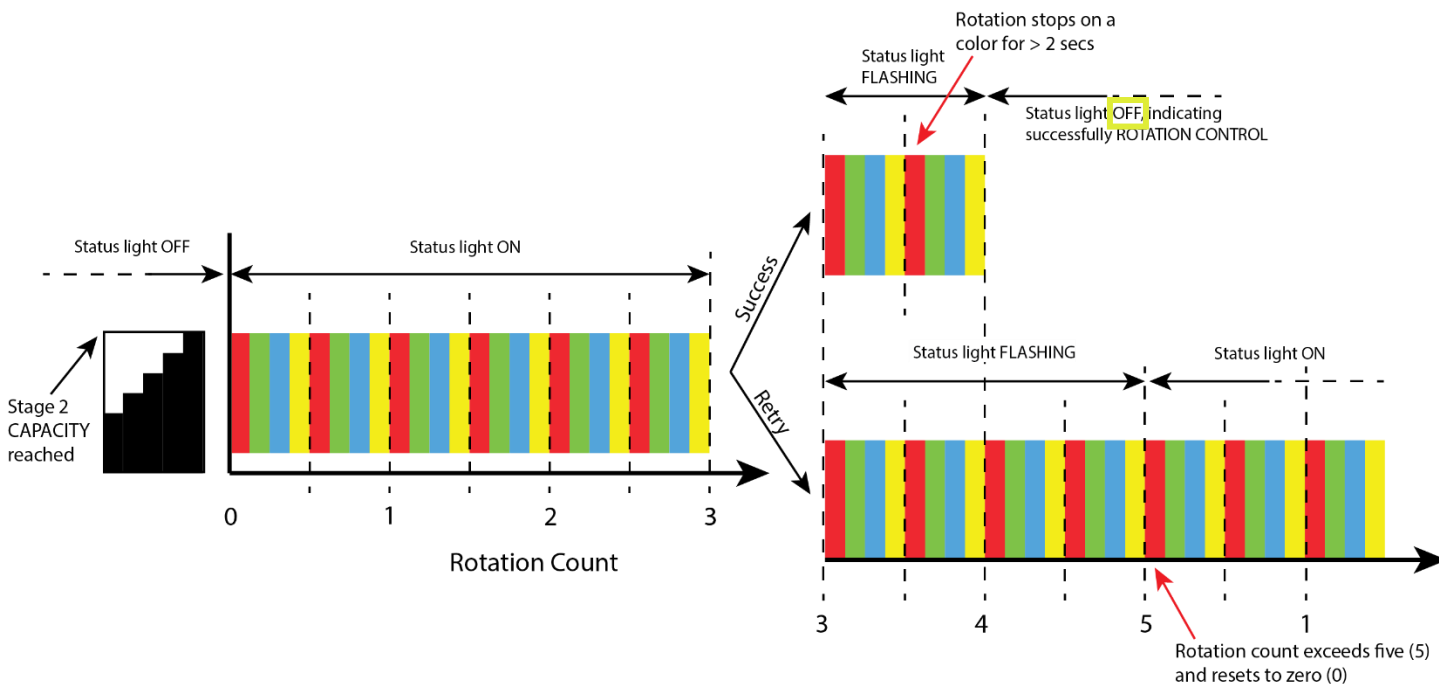 Rotation stops on a
color for > 2 secs
Status light
FLASHING
Status light OFF, indicating
successfully ROTATION CONTROL
Status light OFF
Status light ON
Success
Retry
Stage 2
CAPACITY
reached
0
1
2
3
Rotation Count
Status light FLASHING
Status light ON
3
4
5
1
Rotation count exceeds five (5)
and resets to zero (0)